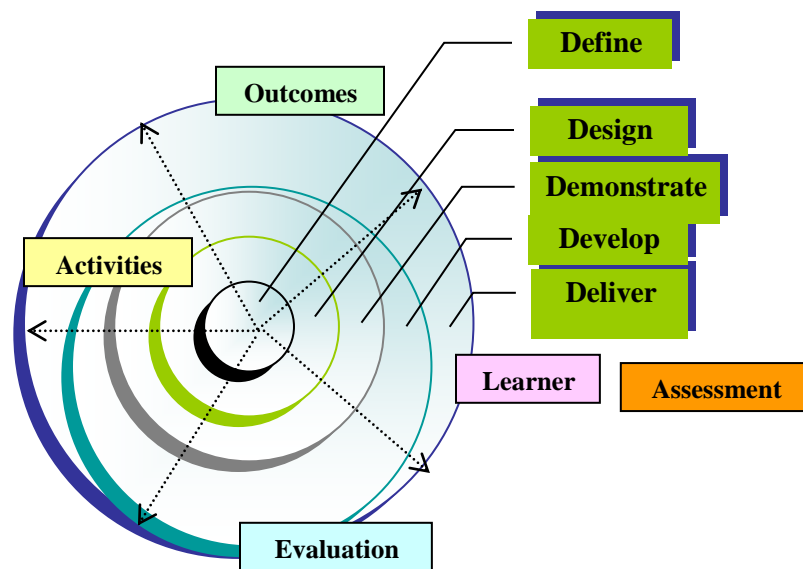 Define
Outcomes
Design
Demonstrate
Develop
Activities
Deliver
Learner
Assessment
Evaluation